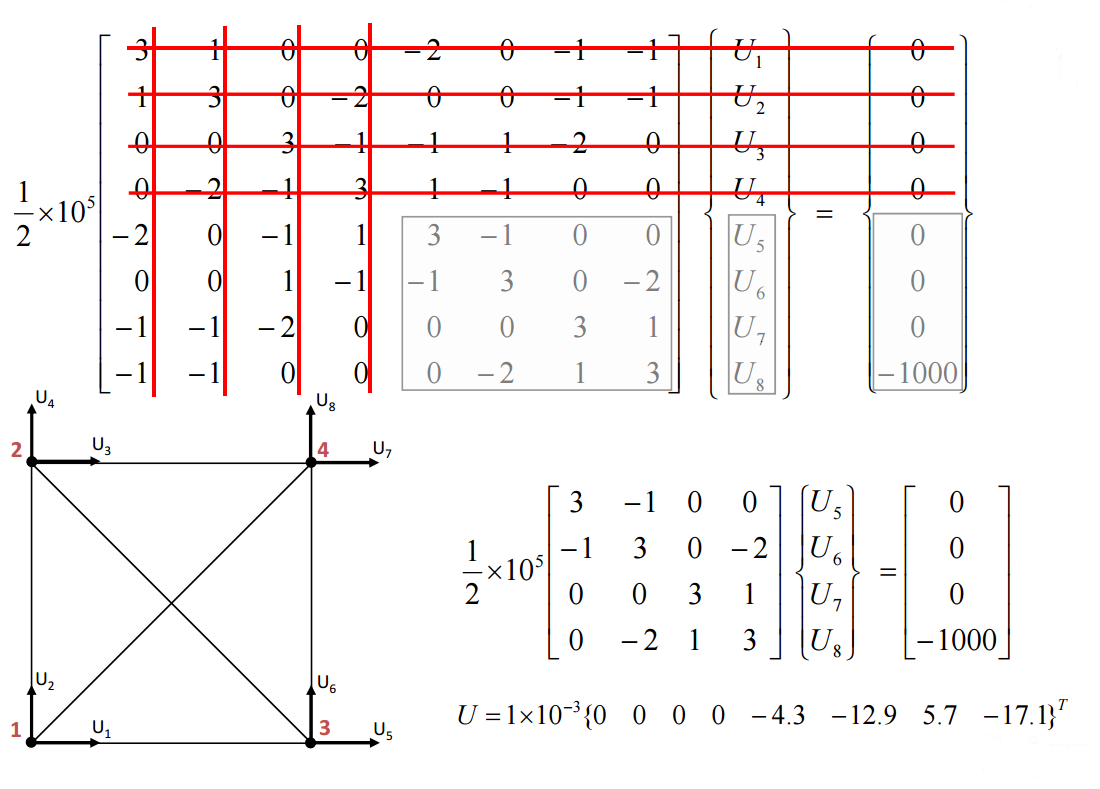 3 1 0 0 −2 0 −1 −1 U₁ 0
1 3 0 −2 0 0 −1 −1 U₂ 0
0 0 3 −1 −1 1 −2 0 U₃ 0
0 −2 −1 3 1 −1 0 0 U₄ 0
1/2 ×10⁵ =
−2 0 −1 1 3 −1 0 0 U₅ 0
0 0 1 −1 −1 3 0 −2 U₆ 0
−1 −1 −2 0 0 0 3 1 U₇ 0
−1 −1 0 0 0 −2 1 3 U₈ −1000
U₄ U₈
2 U₃ 4 U₇
3 −1 0 0 U₅ 0
−1 3 0 −2 U₆ 0
1/2 ×10⁵ =
0 0 3 1 U₇ 0
0 −2 1 3 U₈ −1000
U₂ U₆
1 U₁ 3 U₅
U = 1×10⁻³{0 0 0 0 −4.3 −12.9 5.7 −17.1}ᵀ